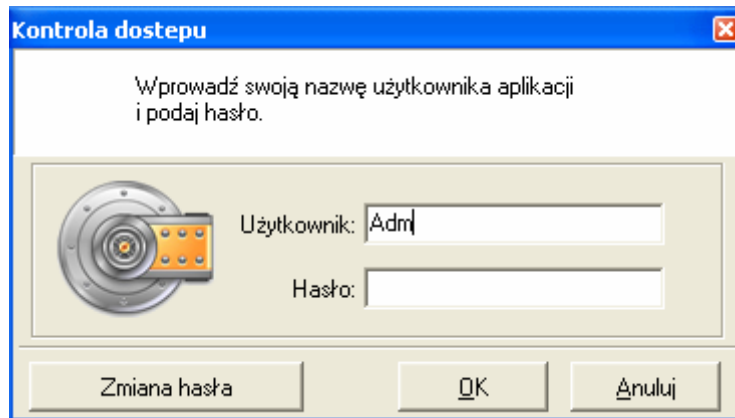 Kontrola dostepu
Wprowadź swoją nazwę użytkownika aplikacji
i podaj hasło.
Użytkownik: Adm
Hasło:
Zmiana hasła OK Anuluj